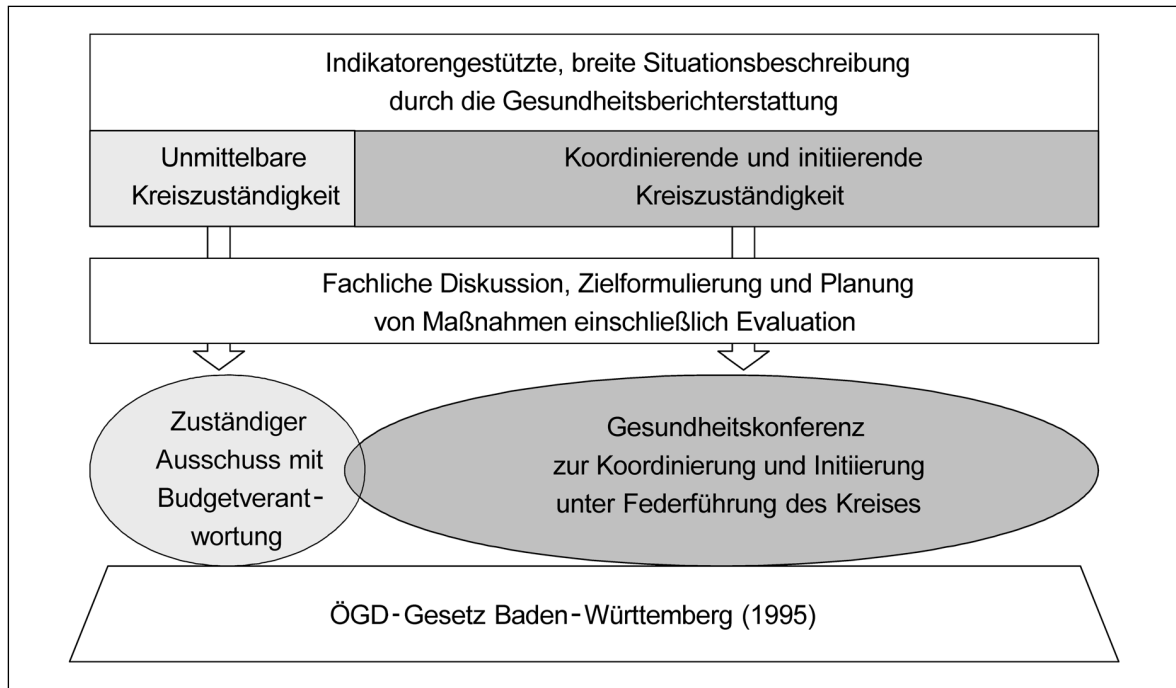 Indikatorengestützte, breite Situationsbeschreibung
durch die Gesundheitsberichterstattung
Unmittelbare
Kreiszuständigkeit
Koordinierende und initiierende
Kreiszuständigkeit
Fachliche Diskussion, Zielformulierung und Planung
von Maßnahmen einschließlich Evaluation
Zuständiger
Ausschuss mit
Budgetverant-
wortung
Gesundheitskonferenz
zur Koordinierung und Initiierung
unter Federführung des Kreises
ÖGD-Gesetz Baden-Württemberg (1995)